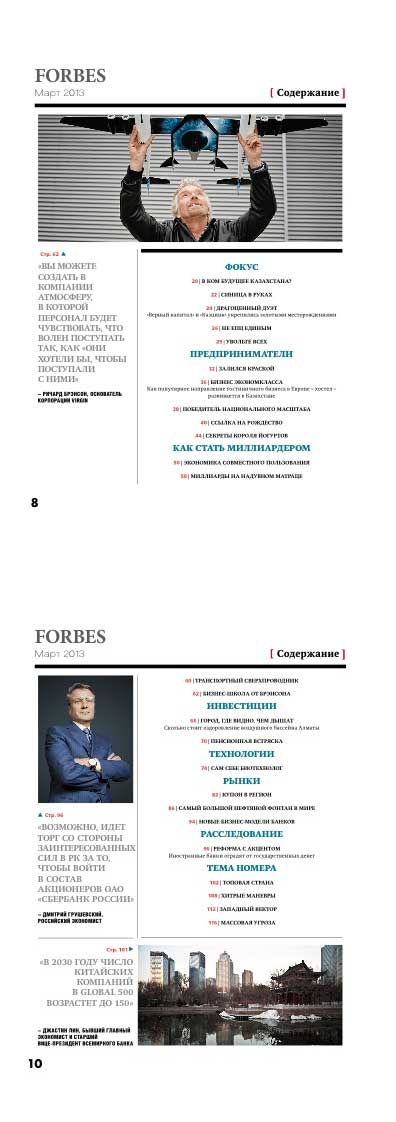 FORBES
Март 2013
[ Содержание ]
Стр. 62
«ВЫ МОЖЕТЕ
СОЗДАТЬ В
КОМПАНИИ
АТМОСФЕРУ,
В КОТОРОЙ
ПЕРСОНАЛ БУДЕТ
ЧУВСТВОВАТЬ, ЧТО
ВОЛЕН ПОСТУПАТЬ
ТАК, КАК «ОНИ
ХОТЕЛИ БЫ, ЧТОБЫ
ПОСТУПАЛИ
С НИМИ»
– РИЧАРД БРЭНСОН, ОСНОВАТЕЛЬ
КОРПОРАЦИИ VIRGIN
ФОКУС
20 | В КОМ БУДУЩЕЕ КАЗАХСТАНА?
22 | СИНИЦА В РУКАХ
24 | ДРАГОЦЕННЫЙ ДУЭТ
«Верный капитал» и «Казцинк» укрепились золотыми месторождениями
26 | НЕ ЕЩ ЕДИНЫМ
29 | УВОЛЬТЕ ВСЕХ
ПРЕДПРИНИМАТЕЛИ
32 | ЗАЛИЛСЯ КРАСКОЙ
36 | БИЗНЕС ЭКОНОМКЛАССА
Как популярное направление гостиничного бизнеса в Европе – хостел –
развивается в Казахстане
38 | ПОБЕДИТЕЛЬ НАЦИОНАЛЬНОГО МАСШТАБА
40 | ССЫЛКА НА РОЖДЕСТВО
44 | СЕКРЕТЫ КОРОЛЯ ЙОГУРТОВ
КАК СТАТЬ МИЛЛИАРДЕРОМ
50 | ЭКОНОМИКА СОВМЕСТНОГО ПОЛЬЗОВАНИЯ
58 | МИЛЛИАРДЫ НА НАДУВНОМ МАТРАЦЕ
8
FORBES
Март 2013
[ Содержание ]
60 | ТРАНСПОРТНЫЙ СВЕРХПРОВОДНИК
62 | БИЗНЕС-ШКОЛА ОТ БРЭНСОНА
ИНВЕСТИЦИИ
66 | ГОРОД, ГДЕ ВИДНО, ЧЕМ ДЫШАТ
Сколько стоит оздоровление воздушного бассейна Алматы
70 | ПЕНСИОННАЯ ВСТРЯСКА
ТЕХНОЛОГИИ
74 | САМ СЕБЕ БИОТЕХНОЛОГ
РЫНКИ
82 | КУПОН В РЕГИОН
86 | САМЫЙ БОЛЬШОЙ НЕФТЯНОЙ ФОНТАН В МИРЕ
94 | НОВЫЕ БИЗНЕС-МОДЕЛИ БАНКОВ
РАССЛЕДОВАНИЕ
96 | РЕФОРМА С АКЦЕНТОМ
Иностранные банки оградят от государственных денег
ТЕМА НОМЕРА
102 | ТОПОВАЯ СТРАНА
108 | ХИТРЫЕ МАНЕВРЫ
112 | ЗАПАДНЫЙ ВЕКТОР
116 | МАССОВАЯ УГРОЗА
Стр. 96
«ВОЗМОЖНО, ИДЕТ
ТОРГ СО СТОРОНЫ
ЗАИНТЕРЕСОВАННЫХ
СИЛ В РК ЗА ТО,
ЧТОБЫ ВОЙТИ
В СОСТАВ
АКЦИОНЕРОВ ОАО
«СБЕРБАНК РОССИИ»
– ДМИТРИЙ ГРУШЕВСКИЙ,
РОССИЙСКИЙ ЭКОНОМИСТ
Стр. 101
«В 2030 ГОДУ ЧИСЛО
КИТАЙСКИХ
КОМПАНИЙ
В GLOBAL 500
ВОЗРАСТЕТ ДО 150»
– ДЖАСТИН ЛИН, БЫВШИЙ ГЛАВНЫЙ
ЭКОНОМИСТ И СТАРШИЙ
ВИЦЕ-ПРЕЗИДЕНТ ВСЕМИРНОГО БАНКА
10